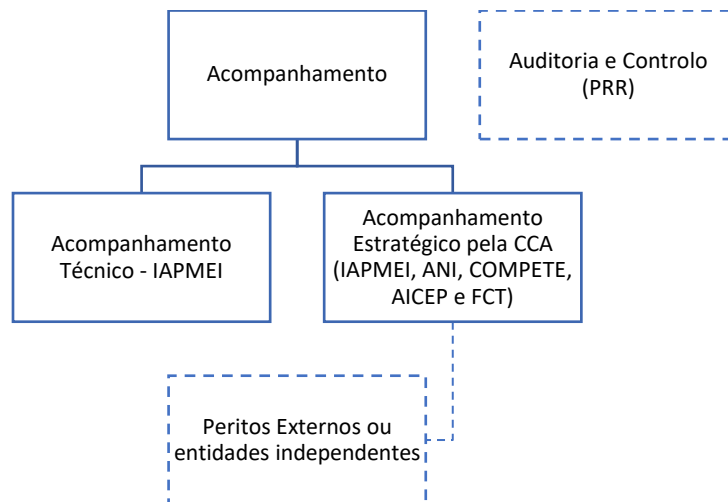 Acompanhamento
Auditoria e Controlo
(PRR)
Acompanhamento
Técnico - IAPMEI
Acompanhamento
Estratégico pela CCA
(IAPMEI, ANI, COMPETE,
AICEP e FCT)
Peritos Externos ou
entidades independentes